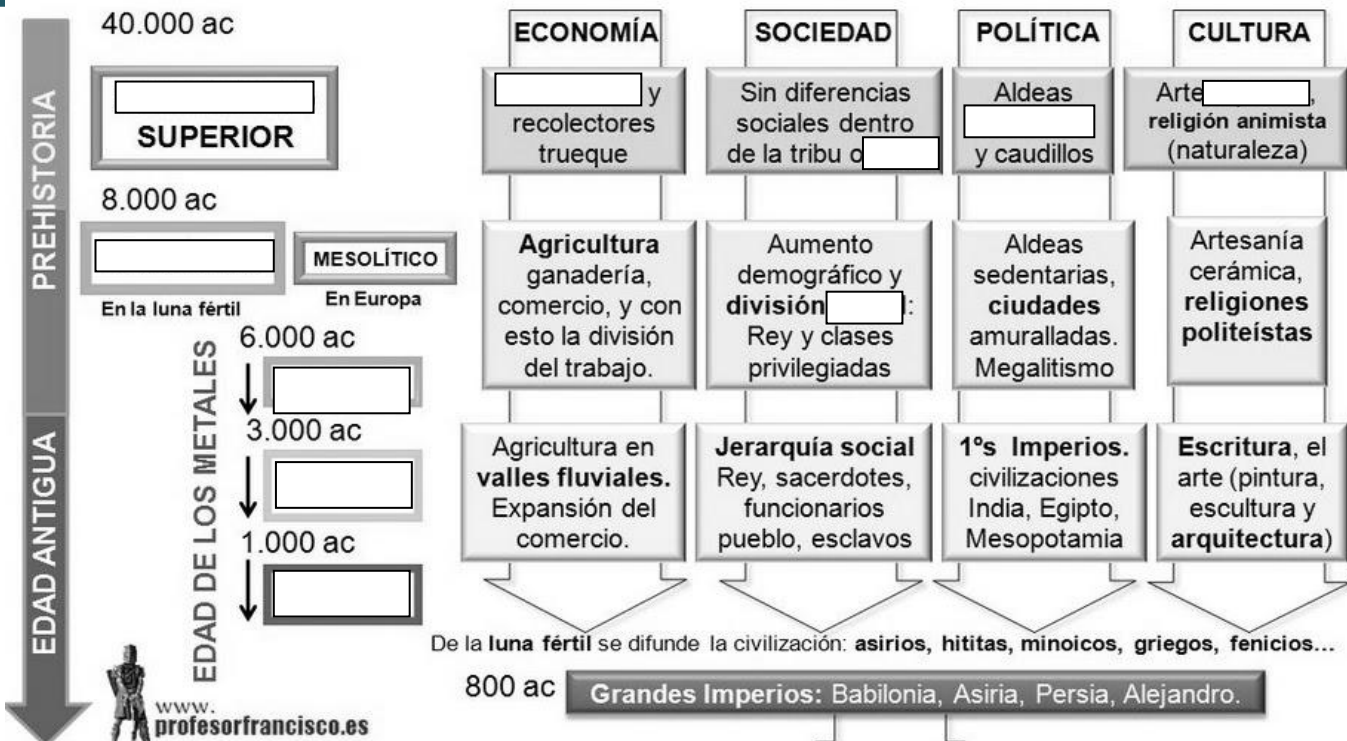 40.000 ac
SUPERIOR
8.000 ac
MESOLÍTICO
En la luna fértil
En Europa
6.000 ac
3.000 ac
1.000 ac
PREHISTORIA
EDAD ANTIGUA
EDAD DE LOS METALES
ECONOMÍA
y
recolectores
trueque
Agricultura
ganadería,
comercio, y con
esto la división
del trabajo.
Agricultura en
valles fluviales.
Expansión del
comercio.
SOCIEDAD
Sin diferencias
sociales dentro
de la tribu o
Aumento
demográfico y
división :
Rey y clases
privilegiadas
Jerarquía social
Rey, sacerdotes,
funcionarios
pueblo, esclavos
POLÍTICA
Aldeas
y caudillos
Aldeas
sedentarias,
ciudades
amuralladas.
Megalitismo
1ºs Imperios.
civilizaciones
India, Egipto,
Mesopotamia
CULTURA
Arte ,
religión animista
(naturaleza)
Artesanía
cerámica,
religiones
politeístas
Escritura, el
arte (pintura,
escultura y
arquitectura)
De la luna fértil se difunde la civilización: asirios, hititas, minoicos, griegos, fenicios...
800 ac
Grandes Imperios: Babilonia, Asiria, Persia, Alejandro.
www.
profesorfrancisco.es